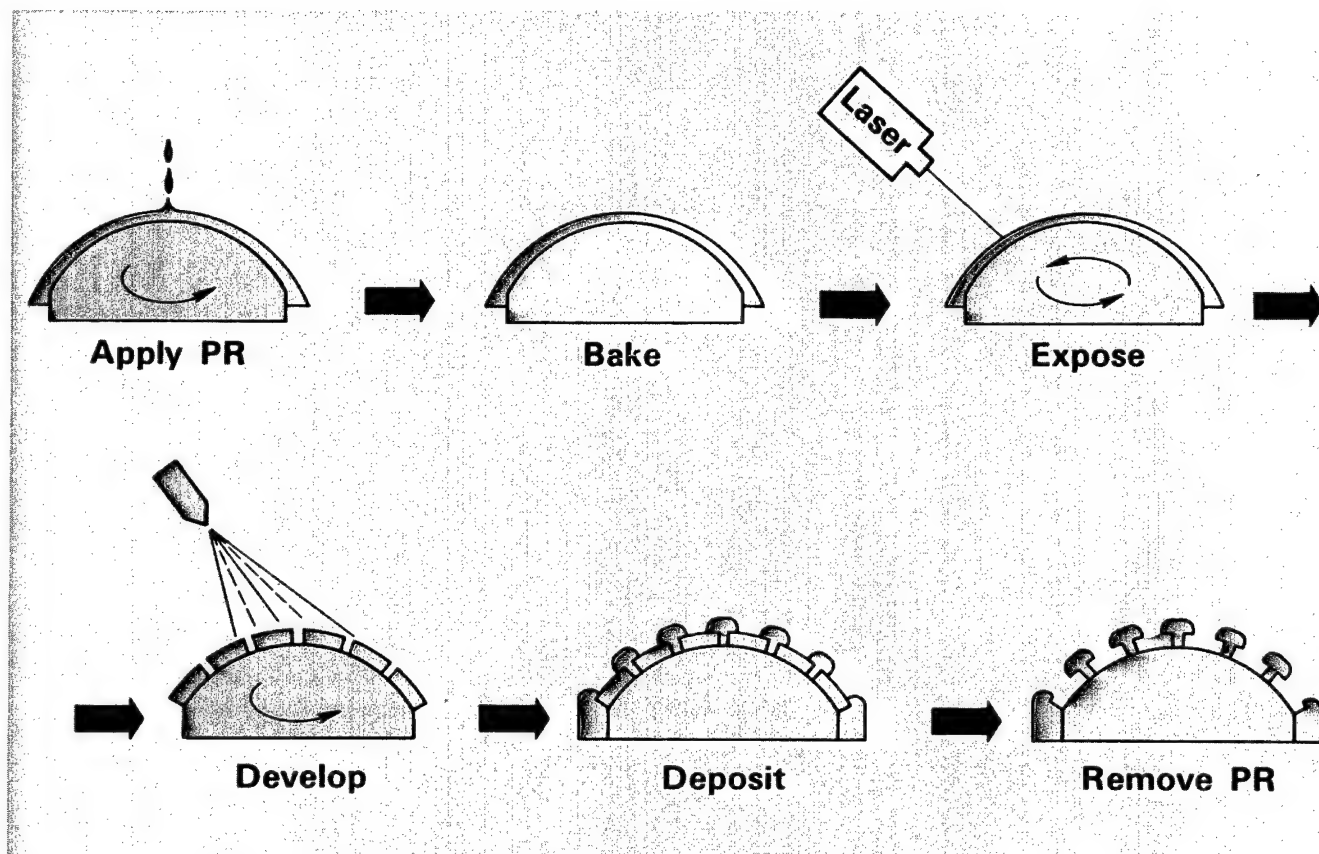 Laser
Apply PR
Bake
Expose
Develop
Deposit
Remove PR